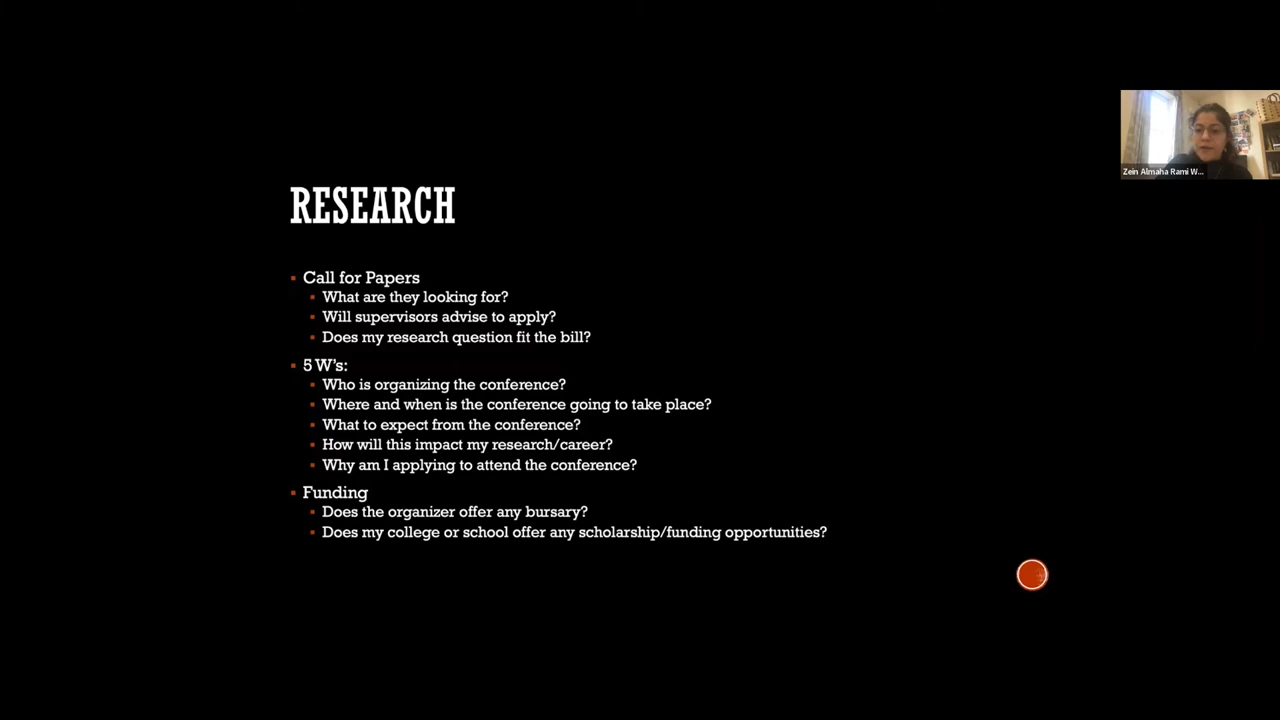 RESEARCH
Call for Papers
What are they looking for?
Will supervisors advise to apply?
Does my research question fit the bill?
5 W's:
Who is organizing the conference?
Where and when is the conference going to take place?
What to expect from the conference?
How will this impact my research/career?
Why am I applying to attend the conference?
Funding
Does the organizer offer any bursary?
Does my college or school offer any scholarship/funding opportunities?
Zein Almaha Rami W...